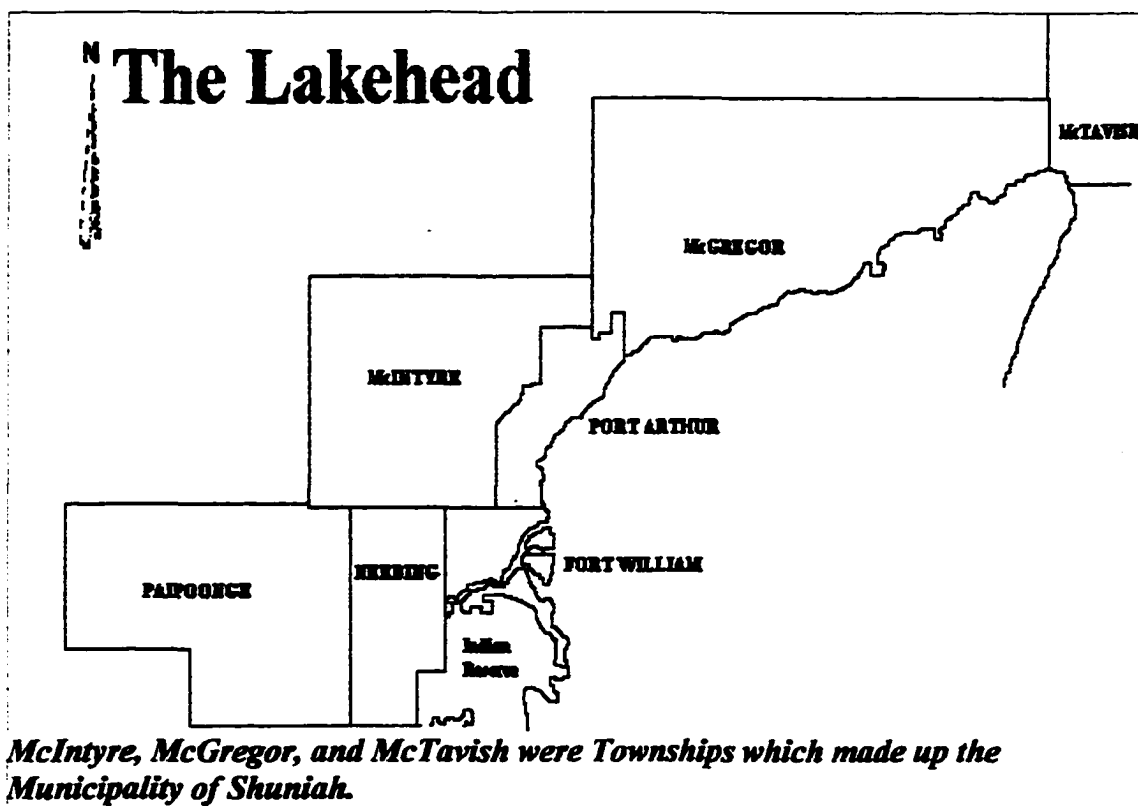 N
The Lakehead
McTAVISH
McGREGOR
McINTYRE
PORT ARTHUR
NEEBING
FORT WILLIAM
PAIPOONGE
Indian
Reserve
McIntyre, McGregor, and McTavish were Townships which made up the
Municipality of Shuniah.